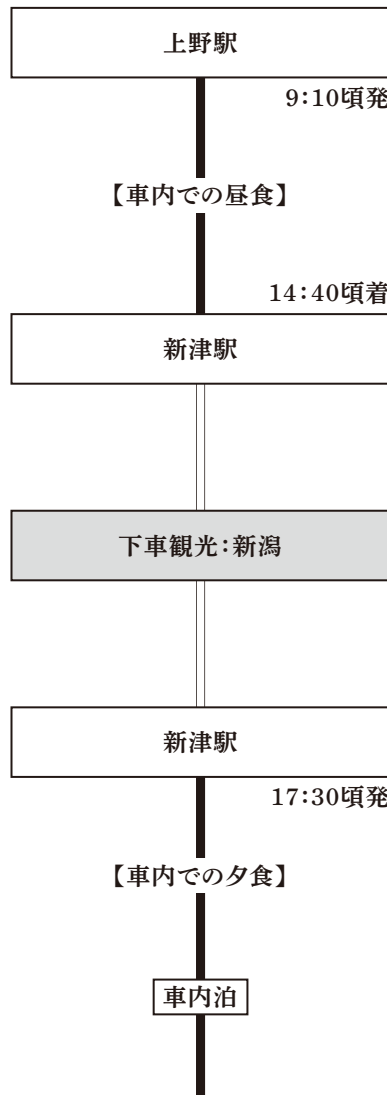 上野駅
9：10頃発
【車内での昼食】
14：40頃着
新津駅
下車観光：新潟
新津駅
17：30頃発
【車内での夕食】
車内泊